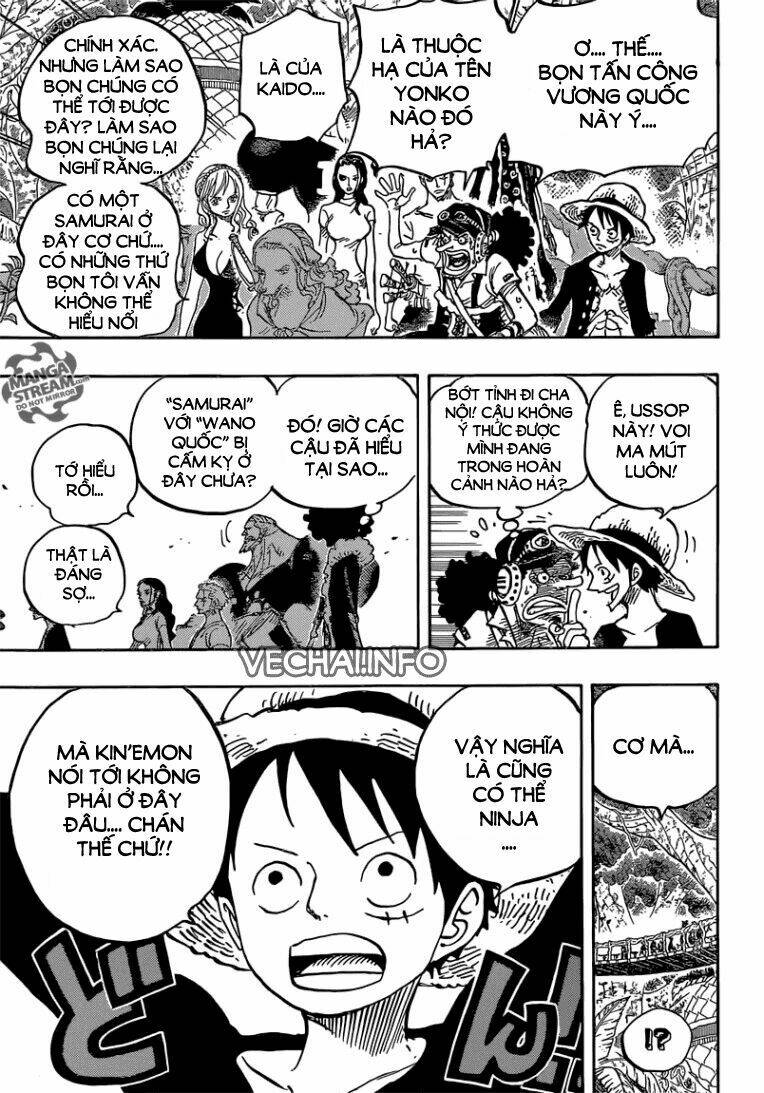 Ơ.... THẾ....
BỌN TẤN CÔNG
VƯƠNG QUỐC
NÀY Ý....
LÀ THUỘC
HẠ CỦA TÊN
YONKO
NÀO ĐÓ
HẢ?
LÀ CỦA
KAIDO....
CHÍNH XÁC.
NHƯNG LÀM SAO
BỌN CHÚNG CÓ
THỂ TỚI ĐƯỢC
ĐÂY? LÀM SAO
BỌN CHÚNG LẠI
NGHĨ RẰNG...
CÓ MỘT
SAMURAI Ở
ĐÂY CƠ CHỨ....
CÓ NHỮNG THỨ
BỌN TÔI VẪN
KHÔNG THỂ
HIỂU NỔI
MANGA
STREAM.com
DO NOT MIRROR
Ê, USSOP
NÀY! VOI
MA MÚT
LUÔN!
BỚT TỈNH ĐI CHA
NỘI! CẬU KHÔNG
Ý THỨC ĐƯỢC
MÌNH ĐANG
TRONG HOÀN
CẢNH NÀO HẢ?
ĐÓ! GIỜ CÁC
CẬU ĐÃ HIỂU
TẠI SAO...
“SAMURAI”
VỚI “WANO
QUỐC” BỊ
CẤM KỴ Ở
ĐÂY CHƯA?
TỚ HIỂU
RỒI....
THẬT LÀ
ĐÁNG
SỢ...
VECHAI.INFO
CƠ MÀ...
!?
VẬY NGHĨA
LÀ CŨNG
CÓ THỂ
NINJA
....
MÀ KIN’EMON
NÓI TỚI KHÔNG
PHẢI Ở ĐÂY
ĐÂU.... CHÁN
THẾ CHỨ!!
どん!!